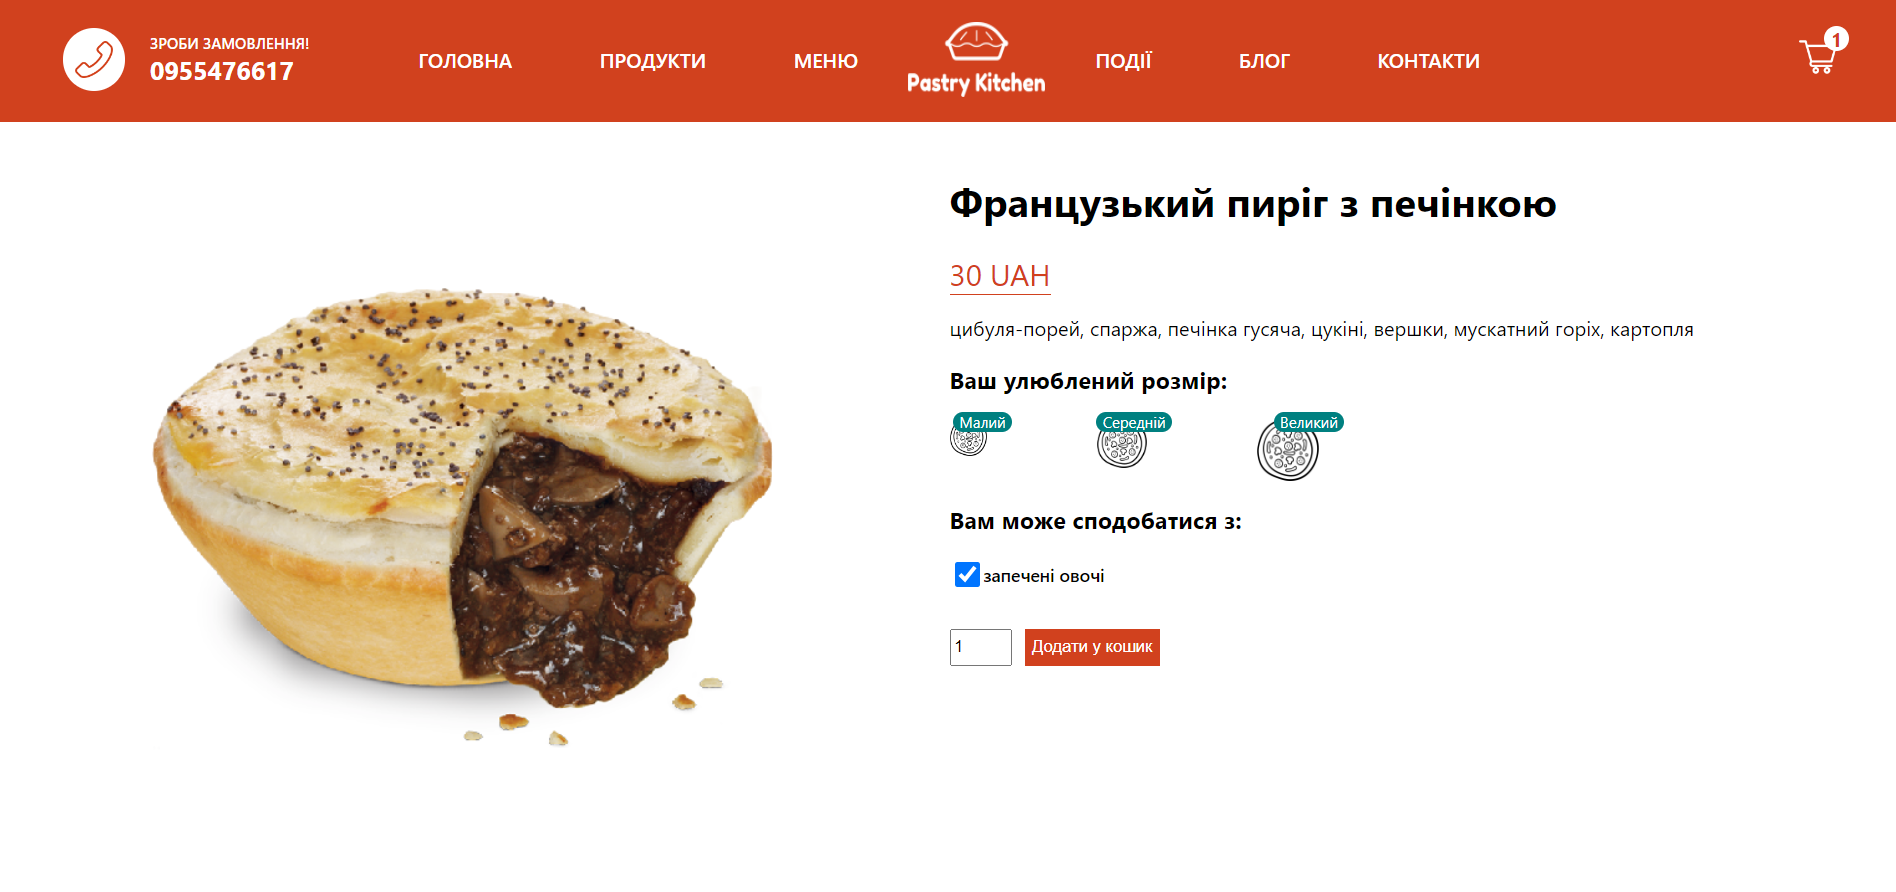 ЗРОБИ ЗАМОВЛЕННЯ!
0955476617
ГОЛОВНА
ПРОДУКТИ
МЕНЮ
Pastry Kitchen
ПОДІЇ
БЛОГ
КОНТАКТИ
1
Французький пиріг з печінкою
30 UAH
цибуля-порей, спаржа, печінка гусяча, цукіні, вершки, мускатний горіх, картопля
Ваш улюблений розмір:
Малий
Середній
Великий
Вам може сподобатися з:
запечені овочі
1
Додати у кошик